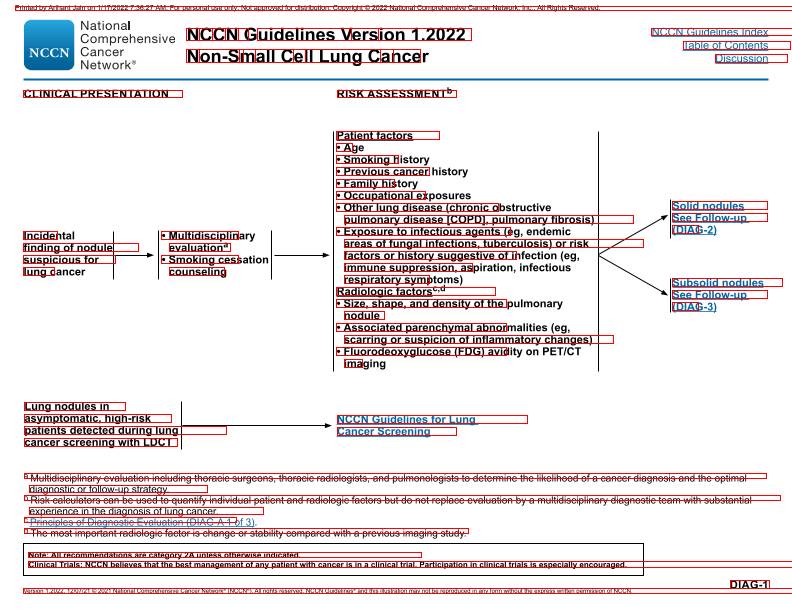 Printed by Arihant Jain on 1/17/2022 7:36:27 AM. For personal use only. Not approved for distribution. Copyright © 2022 National Comprehensive Cancer Network, Inc., All Rights Reserved.
NCCN
National
Comprehensive
Cancer
Network®
NCCN Guidelines Version 1.2022
Non-Small Cell Lung Cancer
NCCN Guidelines Index
Table of Contents
Discussion
CLINICAL PRESENTATION
RISK ASSESSMENTb
Incidental
finding of nodule
suspicious for
lung cancer
• Multidisciplinary
evaluationa
• Smoking cessation
counseling
Patient factors
• Age
• Smoking history
• Previous cancer history
• Family history
• Occupational exposures
• Other lung disease (chronic obstructive
pulmonary disease [COPD], pulmonary fibrosis)
• Exposure to infectious agents (eg, endemic
areas of fungal infections, tuberculosis) or risk
factors or history suggestive of infection (eg,
immune suppression, aspiration, infectious
respiratory symptoms)
Radiologic factorsc,d
• Size, shape, and density of the pulmonary
nodule
• Associated parenchymal abnormalities (eg,
scarring or suspicion of inflammatory changes)
• Fluorodeoxyglucose (FDG) avidity on PET/CT
imaging
Solid nodules
See Follow-up
(DIAG-2)
Subsolid nodules
See Follow-up
(DIAG-3)
Lung nodules in
asymptomatic, high-risk
patients detected during lung
cancer screening with LDCT
NCCN Guidelines for Lung
Cancer Screening
a Multidisciplinary evaluation including thoracic surgeons, thoracic radiologists, and pulmonologists to determine the likelihood of a cancer diagnosis and the optimal
diagnostic or follow-up strategy.
b Risk calculators can be used to quantify individual patient and radiologic factors but do not replace evaluation by a multidisciplinary diagnostic team with substantial
experience in the diagnosis of lung cancer.
c Principles of Diagnostic Evaluation (DIAG-A 1 of 3).
d The most important radiologic factor is change or stability compared with a previous imaging study.
Note: All recommendations are category 2A unless otherwise indicated.
Clinical Trials: NCCN believes that the best management of any patient with cancer is in a clinical trial. Participation in clinical trials is especially encouraged.
DIAG-1
Version 1.2022, 12/07/21 © 2021 National Comprehensive Cancer Network® (NCCN®), All rights reserved. NCCN Guidelines® and this illustration may not be reproduced in any form without the express written permission of NCCN.